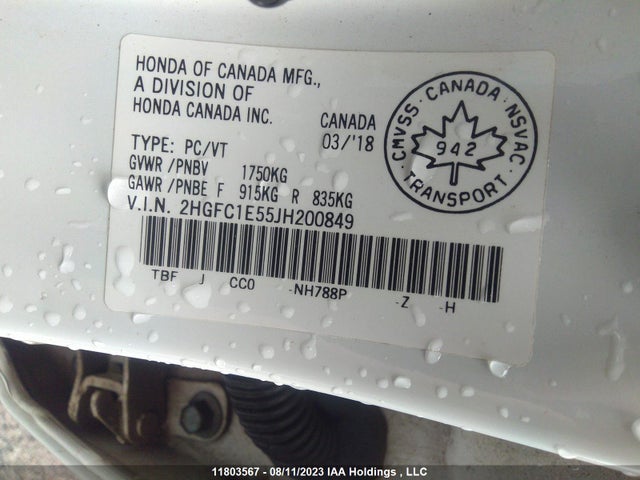 HONDA OF CANADA MFG.,
A DIVISION OF
HONDA CANADA INC.
CANADA
03/'18
TYPE: PC/VT
GVWR/PNBV 1750KG
GAWR/PNBE F 915KG R 835KG
V.I.N. 2HGFC1E55JH200849
TBF J CC0 -NH788P -Z -H
CMVSS · CANADA · NSVAC
942
TRANSPORT
11803567 - 08/11/2023 IAA Holdings , LLC